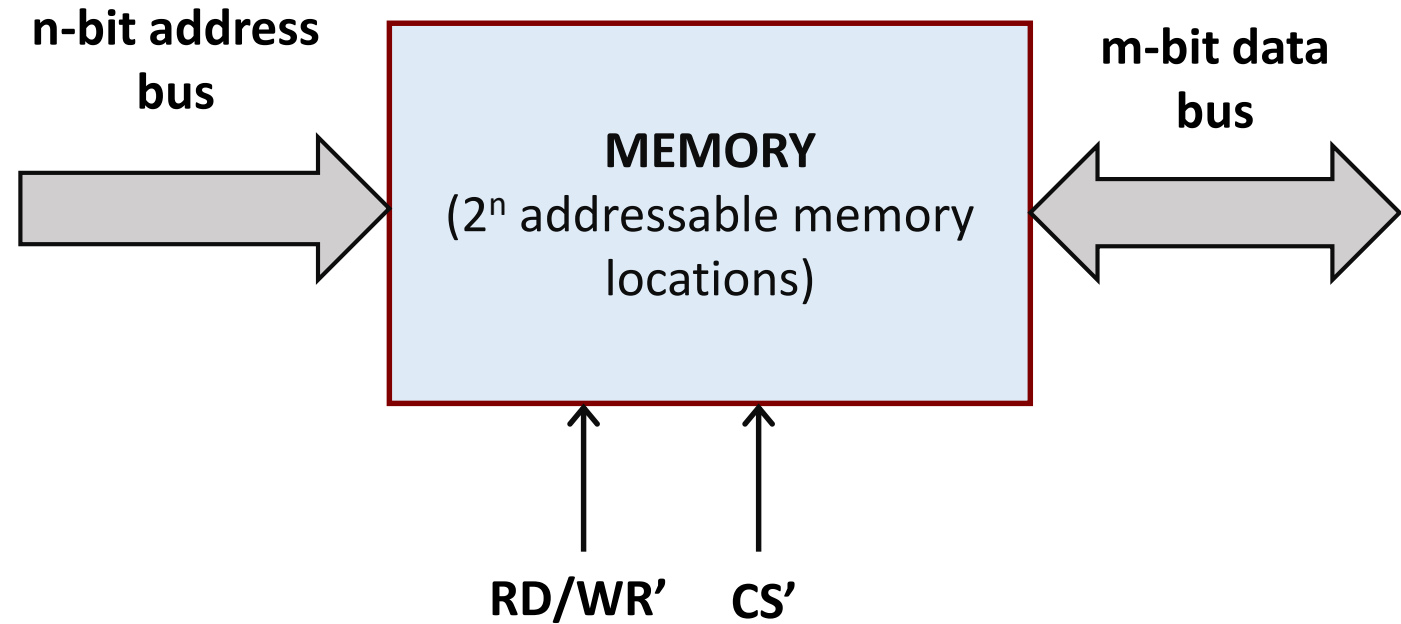 n-bit address
bus
m-bit data
bus
MEMORY
(2ⁿ addressable memory
locations)
RD/WR’
CS’